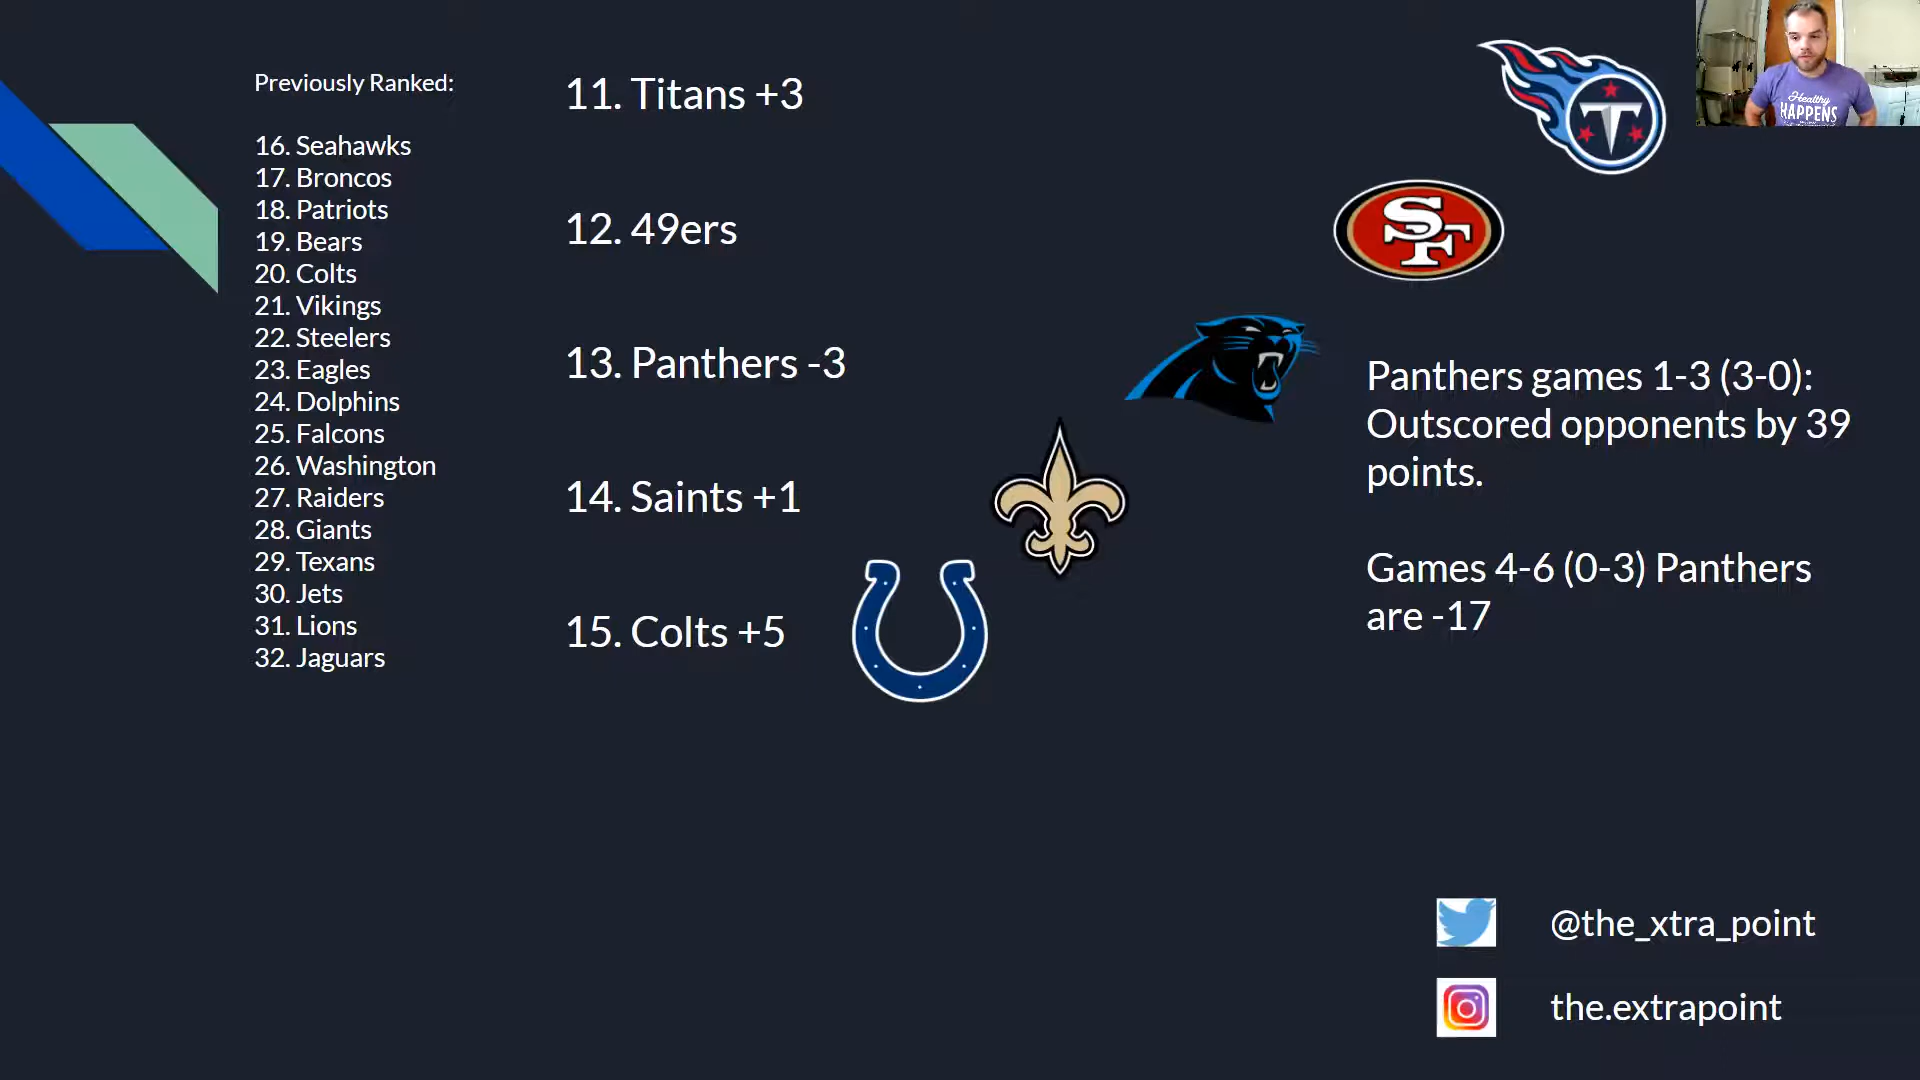 Previously Ranked:
16. Seahawks
17. Broncos
18. Patriots
19. Bears
20. Colts
21. Vikings
22. Steelers
23. Eagles
24. Dolphins
25. Falcons
26. Washington
27. Raiders
28. Giants
29. Texans
30. Jets
31. Lions
32. Jaguars
11. Titans +3
12. 49ers
13. Panthers -3
14. Saints +1
15. Colts +5
T
SF
Healthy
HAPPENS
Panthers games 1-3 (3-0):
Outscored opponents by 39
points.
Games 4-6 (0-3) Panthers
are -17
@the_xtra_point
the.extrapoint